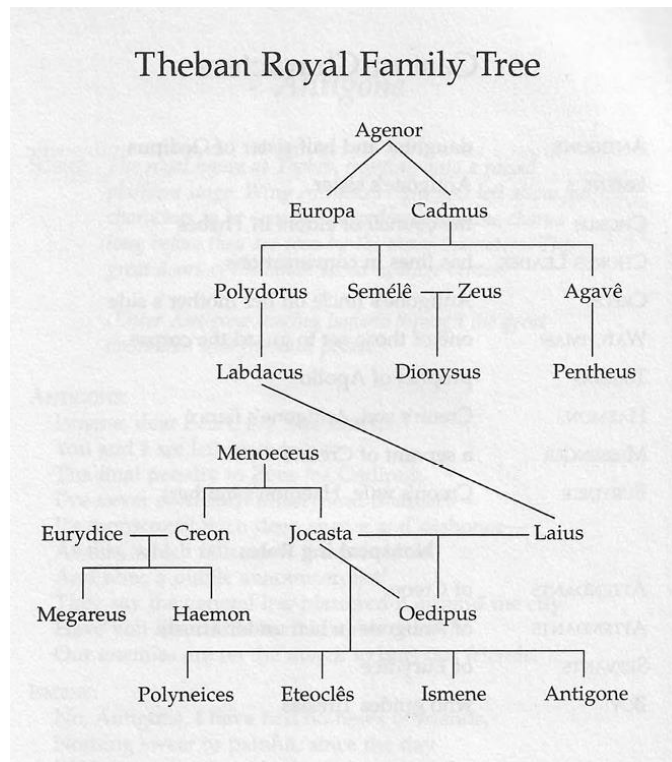 Theban Royal Family Tree
Agenor
Europa Cadmus
Polydorus Semélê Zeus Agavê
Labdacus Dionysus Pentheus
Menoeceus
Eurydice Creon Jocasta Laius
Megareus Haemon Oedipus
Polyneices Eteoclês Ismene Antigone